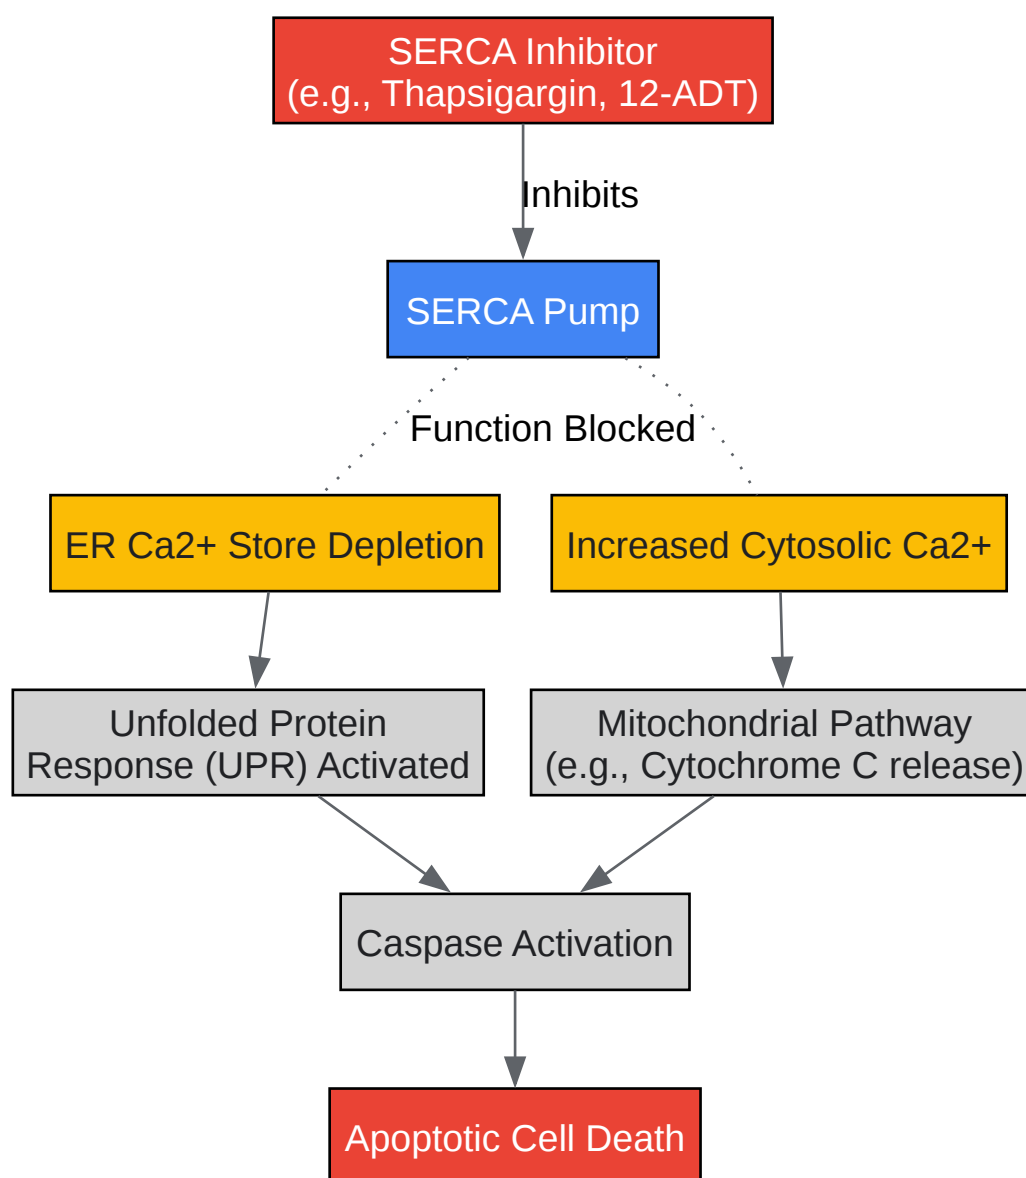 SERCA Inhibitor
(e.g., Thapsigargin, 12-ADT)
Inhibits
SERCA Pump
Function Blocked
ER Ca2+ Store Depletion
Increased Cytosolic Ca2+
Unfolded Protein
Response (UPR) Activated
Mitochondrial Pathway
(e.g., Cytochrome C release)
Caspase Activation
Apoptotic Cell Death